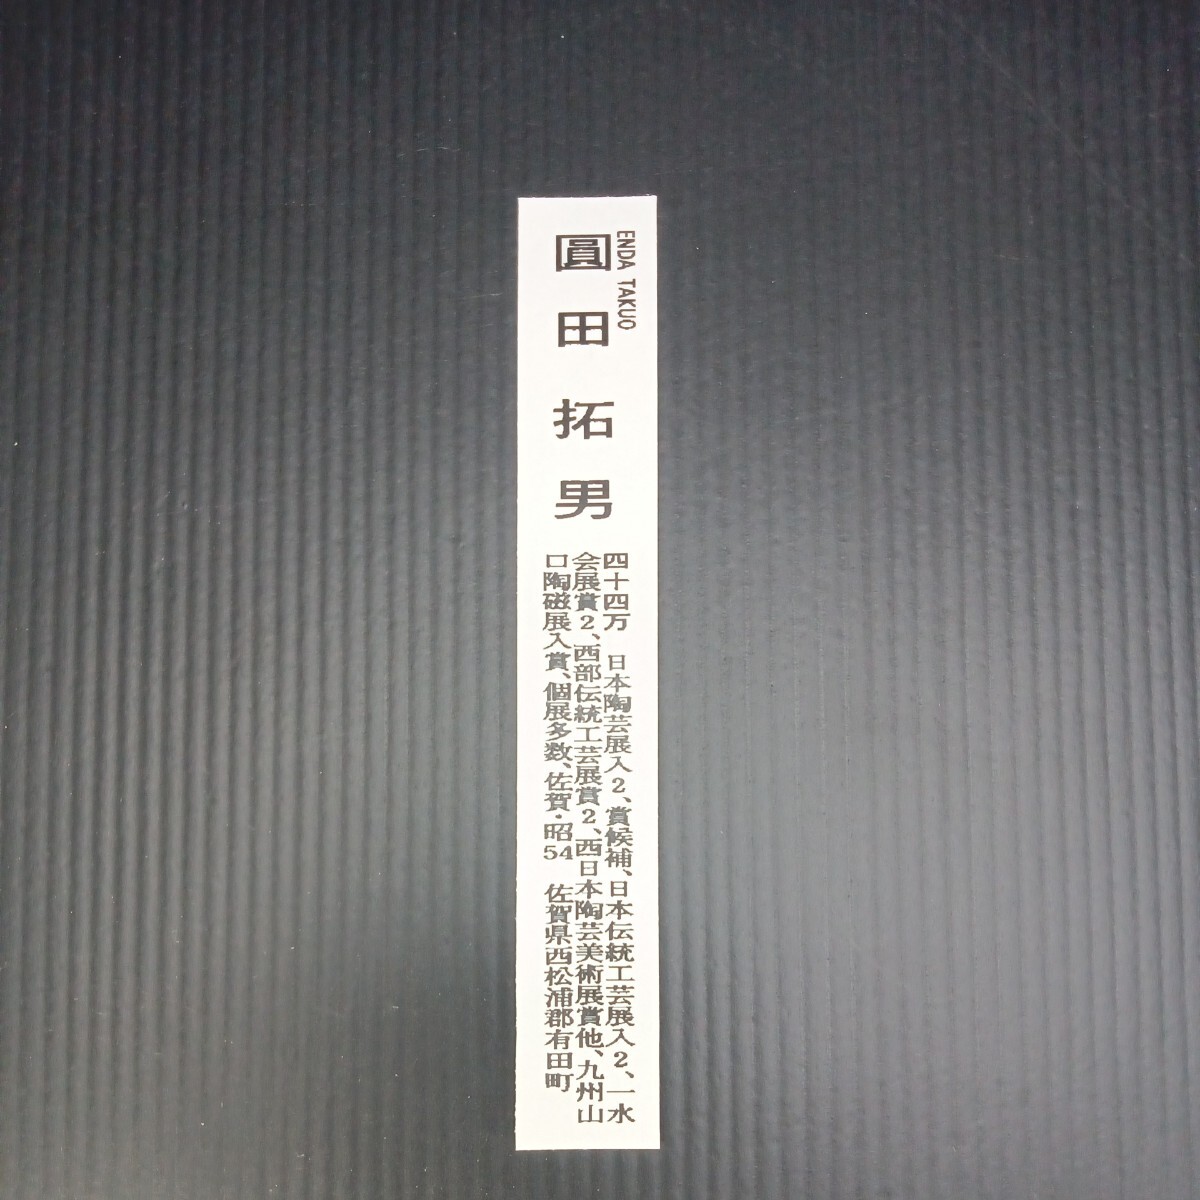 ENDA TAKUO
圓田拓男
四十四万 日本陶芸展入2、賞候補、日本伝統工芸展入2、一水
会展賞2、西部伝統工芸展賞2、西日本陶芸美術展賞他、九州山
口陶磁展入賞、個展多数、佐賀・昭54 佐賀県西松浦郡有田町